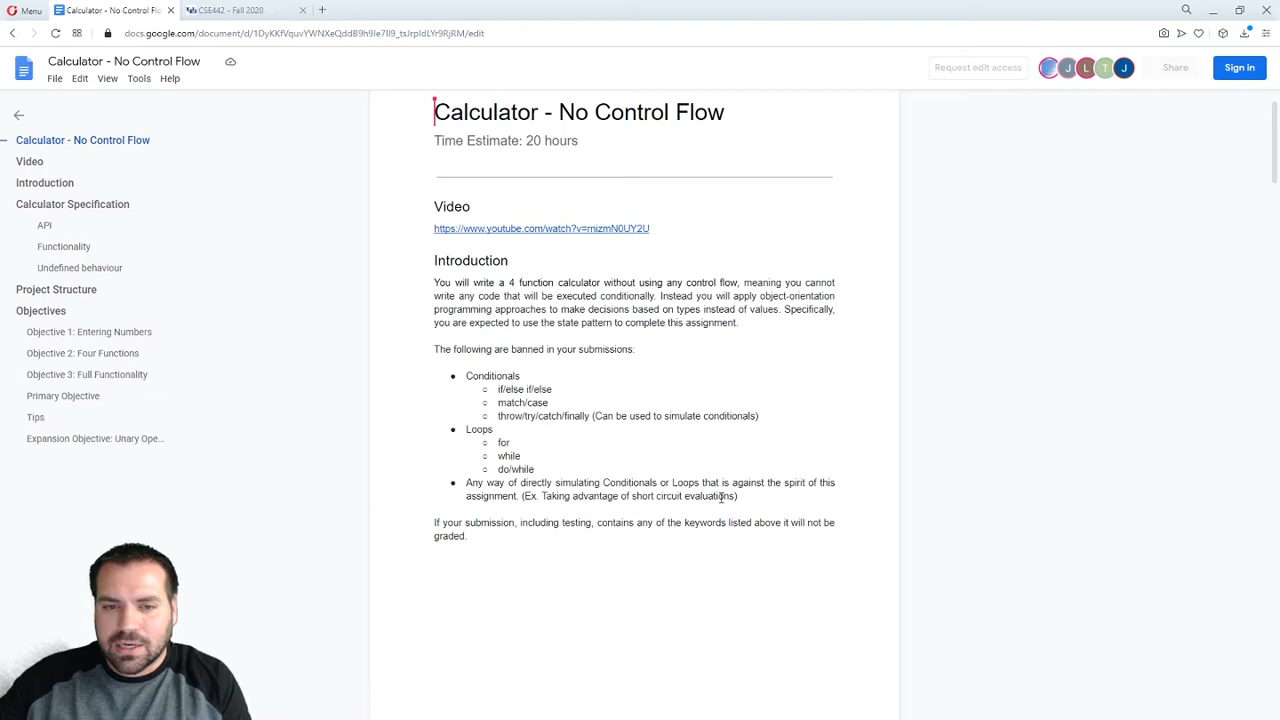 Menu
Calculator - No Control Flo
CSE442 - Fall 2020
docs.google.com/document/d/1DyKKfVquvYWNXeQddB9h9Ie7Il9_tsJrpIdLYr9RjRM/edit
Calculator - No Control Flow
File Edit View Tools Help
Request edit access
J
L
T
J
Share
Sign in
Calculator - No Control Flow
Video
Introduction
Calculator Specification
API
Functionality
Undefined behaviour
Project Structure
Objectives
Objective 1: Entering Numbers
Objective 2: Four Functions
Objective 3: Full Functionality
Primary Objective
Tips
Expansion Objective: Unary Ope...
Calculator - No Control Flow
Time Estimate: 20 hours
Video
https://www.youtube.com/watch?v=rnizmN0UY2U
Introduction
You will write a 4 function calculator without using any control flow, meaning you cannot
write any code that will be executed conditionally. Instead you will apply object-orientation
programming approaches to make decisions based on types instead of values. Specifically,
you are expected to use the state pattern to complete this assignment.
The following are banned in your submissions:
● Conditionals
○ if/else if/else
○ match/case
○ throw/try/catch/finally (Can be used to simulate conditionals)
● Loops
○ for
○ while
○ do/while
● Any way of directly simulating Conditionals or Loops that is against the spirit of this
assignment. (Ex. Taking advantage of short circuit evaluations)
If your submission, including testing, contains any of the keywords listed above it will not be
graded.